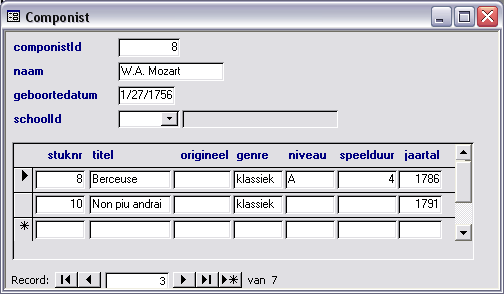 Componist
componistId 8
naam W.A. Mozart
geboortedatum 1/27/1756
schoolId
stuknr titel origineel genre niveau speelduur jaartal
8 Berceuse klassiek A 4 1786
10 Non piu andrai klassiek 1791
Record: 3 van 7